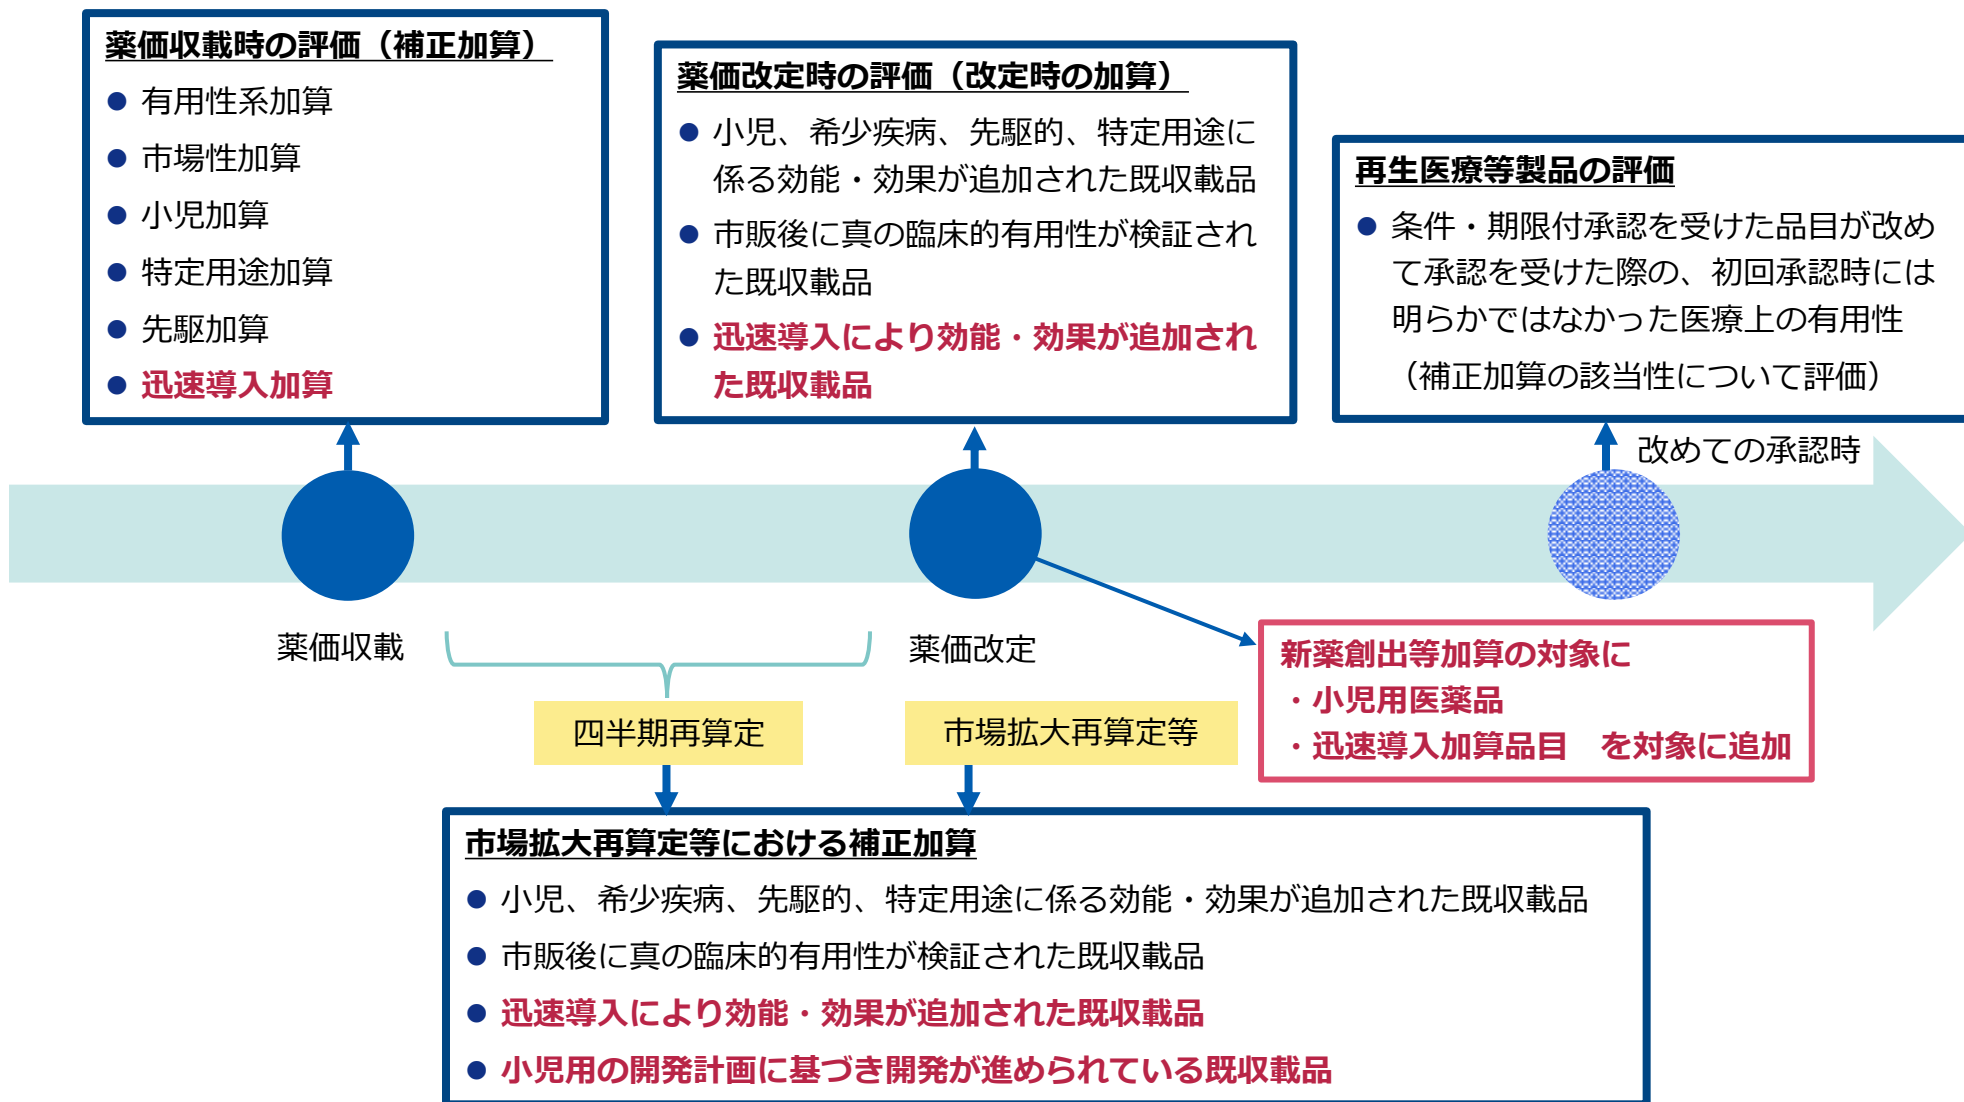 薬価収載時の評価（補正加算）
● 有用性系加算
● 市場性加算
● 小児加算
● 特定用途加算
● 先駆加算
● 迅速導入加算
薬価改定時の評価（改定時の加算）
● 小児、希少疾病、先駆的、特定用途に
係る効能・効果が追加された既収載品
● 市販後に真の臨床的有用性が検証され
た既収載品
● 迅速導入により効能・効果が追加され
た既収載品
再生医療等製品の評価
● 条件・期限付承認を受けた品目が改め
て承認を受けた際の、初回承認時には
明らかではなかった医療上の有用性
（補正加算の該当性について評価）
改めての承認時
薬価収載
薬価改定
四半期再算定
市場拡大再算定等
新薬創出等加算の対象に
・小児用医薬品
・迅速導入加算品目　を対象に追加
市場拡大再算定等における補正加算
● 小児、希少疾病、先駆的、特定用途に係る効能・効果が追加された既収載品
● 市販後に真の臨床的有用性が検証された既収載品
● 迅速導入により効能・効果が追加された既収載品
● 小児用の開発計画に基づき開発が進められている既収載品